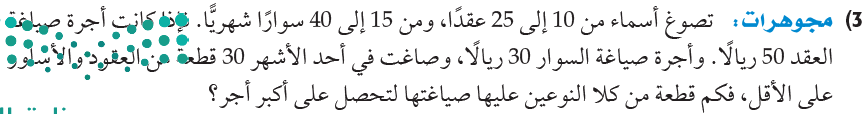 3) مجوهرات: تصوغ أسماء من 10 إلى 25 عقدًا، ومن 15 إلى 40 سوارًا شهريًّا. فإذا كانت أجرة صياغة
العقد 50 ريالًا. وأجرة صياغة السوار 30 ريالًا، وصاغت في أحد الأشهر 30 قطعة من العقود والأساور
على الأقل، فكم قطعة من كلا النوعين عليها صياغتها لتحصل على أكبر أجر؟